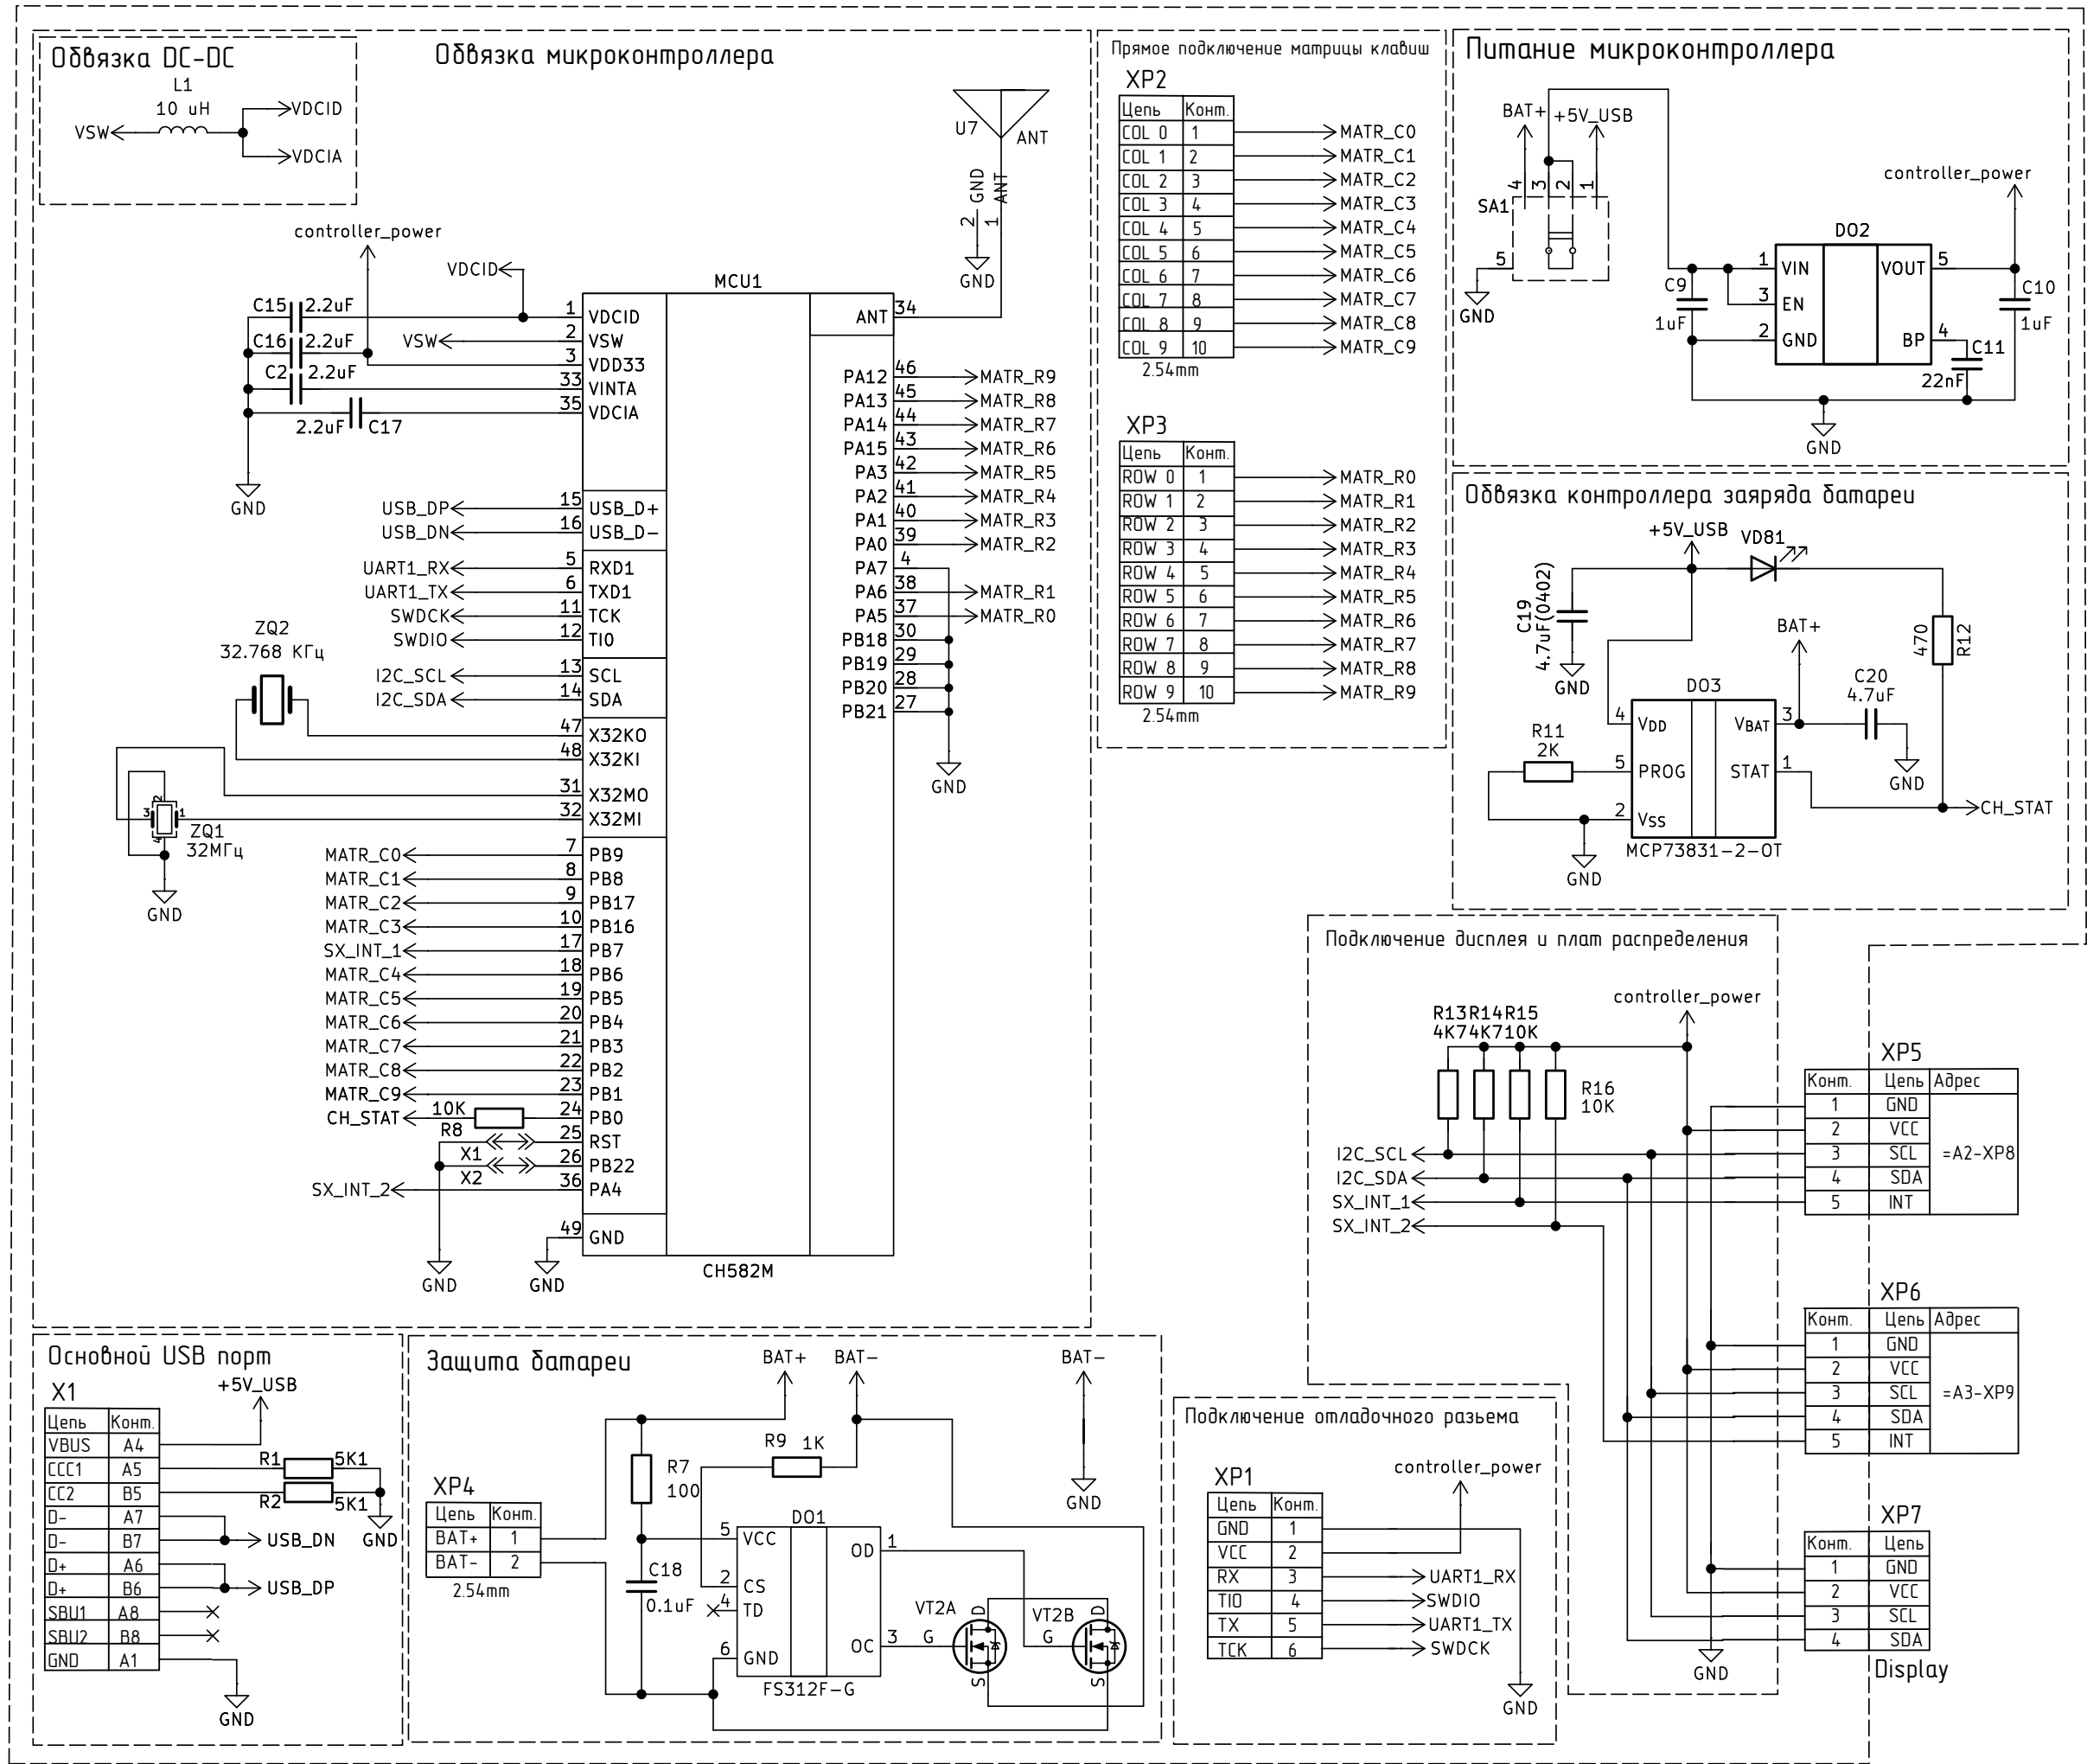 Обвязка DC-DC
L1
10 uH
VSW
VDCID
VDCIA
Обвязка микроконтроллера
U7
ANT
2 GND
1 ANT
GND
controller_power
VDCID
MCU1
C15 2.2uF
C16 2.2uF
C2 2.2uF
2.2uF C17
GND
VSW
1 VDCID
2 VSW
3 VDD33
33 VINTA
35 VDCIA
USB_DP 15 USB_D+
USB_DN 16 USB_D-
UART1_RX 5 RXD1
UART1_TX 6 TXD1
SWDCK 11 TCK
SWDIO 12 TIO
I2C_SCL 13 SCL
I2C_SDA 14 SDA
ZQ2
32.768 КГц
47 X32KO
48 X32KI
31 X32MO
32 X32MI
3 2 1 4
ZQ1
32МГц
GND
MATR_C0 7 PB9
MATR_C1 8 PB8
MATR_C2 9 PB17
MATR_C3 10 PB16
SX_INT_1 17 PB7
MATR_C4 18 PB6
MATR_C5 19 PB5
MATR_C6 20 PB4
MATR_C7 21 PB3
MATR_C8 22 PB2
MATR_C9 23 PB1
CH_STAT 10K R8 24 PB0
X1 25 RST
X2 26 PB22
SX_INT_2 36 PA4
49 GND
GND
GND
CH582M
ANT 34
PA12 46 MATR_R9
PA13 45 MATR_R8
PA14 44 MATR_R7
PA15 43 MATR_R6
PA3 42 MATR_R5
PA2 41 MATR_R4
PA1 40 MATR_R3
PA0 39 MATR_R2
PA7 4
PA6 38 MATR_R1
PA5 37 MATR_R0
PB18 30
PB19 29
PB20 28
PB21 27
GND
Прямое подключение матрицы клавиш
XP2
Цепь Конт.
COL 0 1 MATR_C0
COL 1 2 MATR_C1
COL 2 3 MATR_C2
COL 3 4 MATR_C3
COL 4 5 MATR_C4
COL 5 6 MATR_C5
COL 6 7 MATR_C6
COL 7 8 MATR_C7
COL 8 9 MATR_C8
COL 9 10 MATR_C9
2.54mm
XP3
Цепь Конт.
ROW 0 1 MATR_R0
ROW 1 2 MATR_R1
ROW 2 3 MATR_R2
ROW 3 4 MATR_R3
ROW 4 5 MATR_R4
ROW 5 6 MATR_R5
ROW 6 7 MATR_R6
ROW 7 8 MATR_R7
ROW 8 9 MATR_R8
ROW 9 10 MATR_R9
2.54mm
Питание микроконтроллера
BAT+
+5V_USB
4 3 2 1
SA1
5
GND
controller_power
DO2
1 VIN
3 EN
2 GND
VOUT 5
BP 4
C9
1uF
C10
1uF
C11
22nF
GND
Обвязка контроллера заяряда батареи
+5V_USB
VD81
C19
4.7uF(0402)
GND
470
R12
BAT+
C20
4.7uF
GND
DO3
4 VDD
5 PROG
2 VSS
VBAT 3
STAT 1
R11
2K
GND
MCP73831-2-OT
CH_STAT
Подключение дисплея и плат распределения
controller_power
R13 R14 R15
4K7 4K7 10K
R16
10K
I2C_SCL
I2C_SDA
SX_INT_1
SX_INT_2
GND
XP5
Конт. Цепь Адрес
1 GND
2 VCC
3 SCL =A2-XP8
4 SDA
5 INT
XP6
Конт. Цепь Адрес
1 GND
2 VCC
3 SCL =A3-XP9
4 SDA
5 INT
XP7
Конт. Цепь
1 GND
2 VCC
3 SCL
4 SDA
Display
Основной USB порт
+5V_USB
X1
Цепь Конт.
VBUS A4
CCC1 A5
CC2 B5
D- A7
D- B7
D+ A6
D+ B6
SBU1 A8
SBU2 B8
GND A1
R1 5K1
R2 5K1
GND
USB_DN
USB_DP
GND
Защита батареи
BAT+
BAT-
BAT-
GND
R9 1K
R7
100
XP4
Цепь Конт.
BAT+ 1
BAT- 2
2.54mm
C18
0.1uF
DO1
5 VCC
2 CS
4 TD
6 GND
OD 1
OC 3
FS312F-G
VT2A
G D S
VT2B
G D S
Подключение отладочного разьема
controller_power
XP1
Цепь Конт.
GND 1
VCC 2
RX 3 UART1_RX
TIO 4 SWDIO
TX 5 UART1_TX
TCK 6 SWDCK
GND